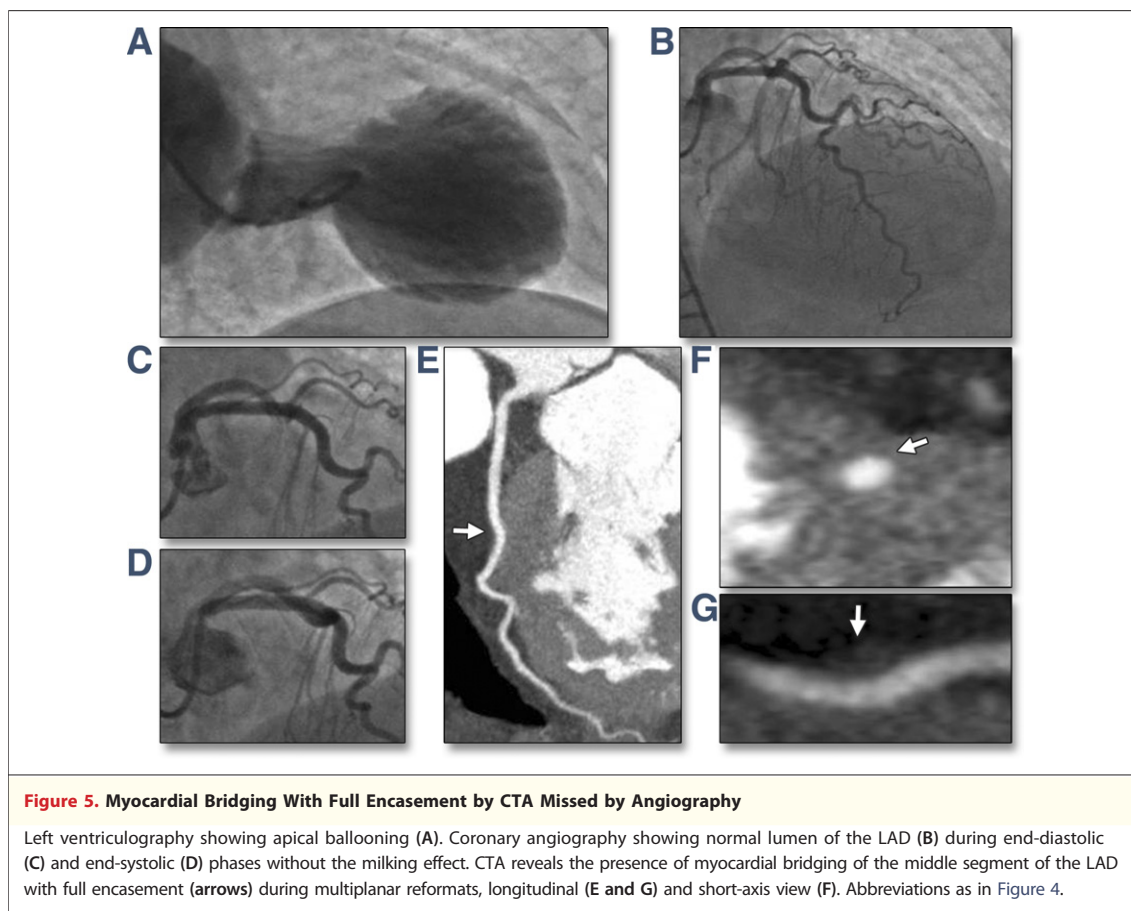 A
B
C
D
E
F
G
Figure 5. Myocardial Bridging With Full Encasement by CTA Missed by Angiography
Left ventriculography showing apical ballooning (A). Coronary angiography showing normal lumen of the LAD (B) during end-diastolic
(C) and end-systolic (D) phases without the milking effect. CTA reveals the presence of myocardial bridging of the middle segment of the LAD
with full encasement (arrows) during multiplanar reformats, longitudinal (E and G) and short-axis view (F). Abbreviations as in Figure 4.